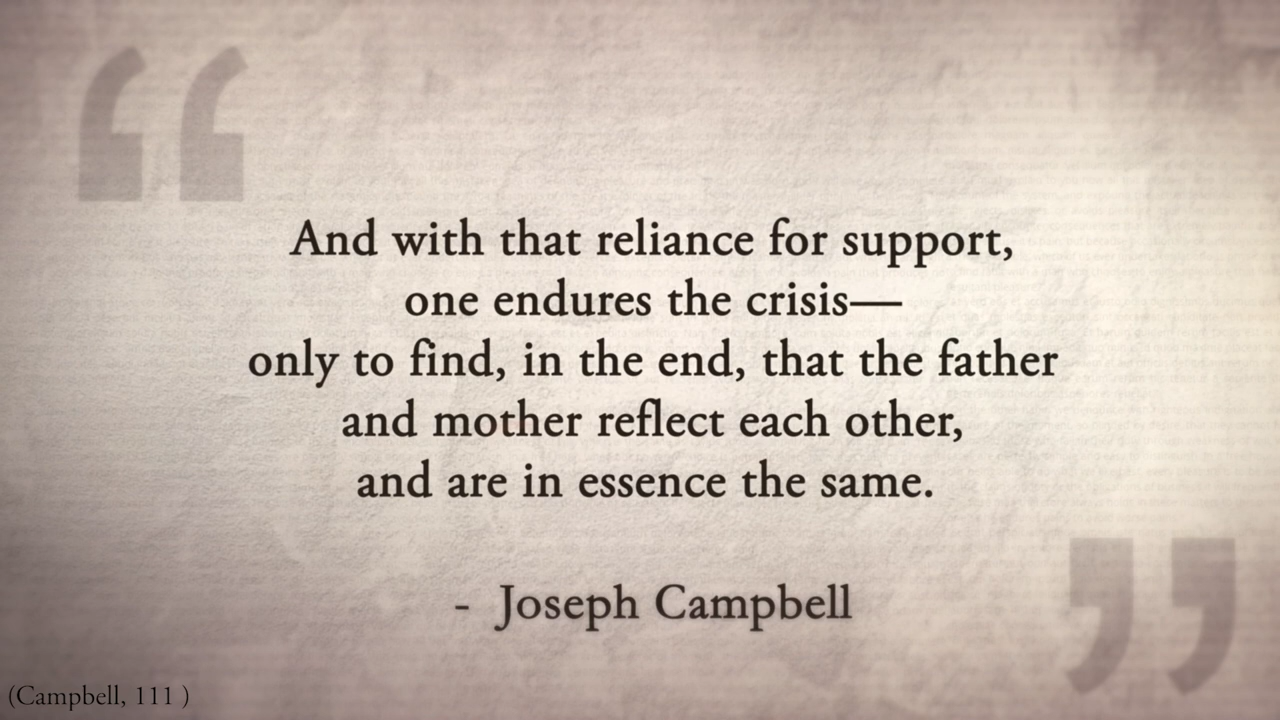 And with that reliance for support,
one endures the crisis—
only to find, in the end, that the father
and mother reflect each other,
and are in essence the same.
- Joseph Campbell
(Campbell, 111 )